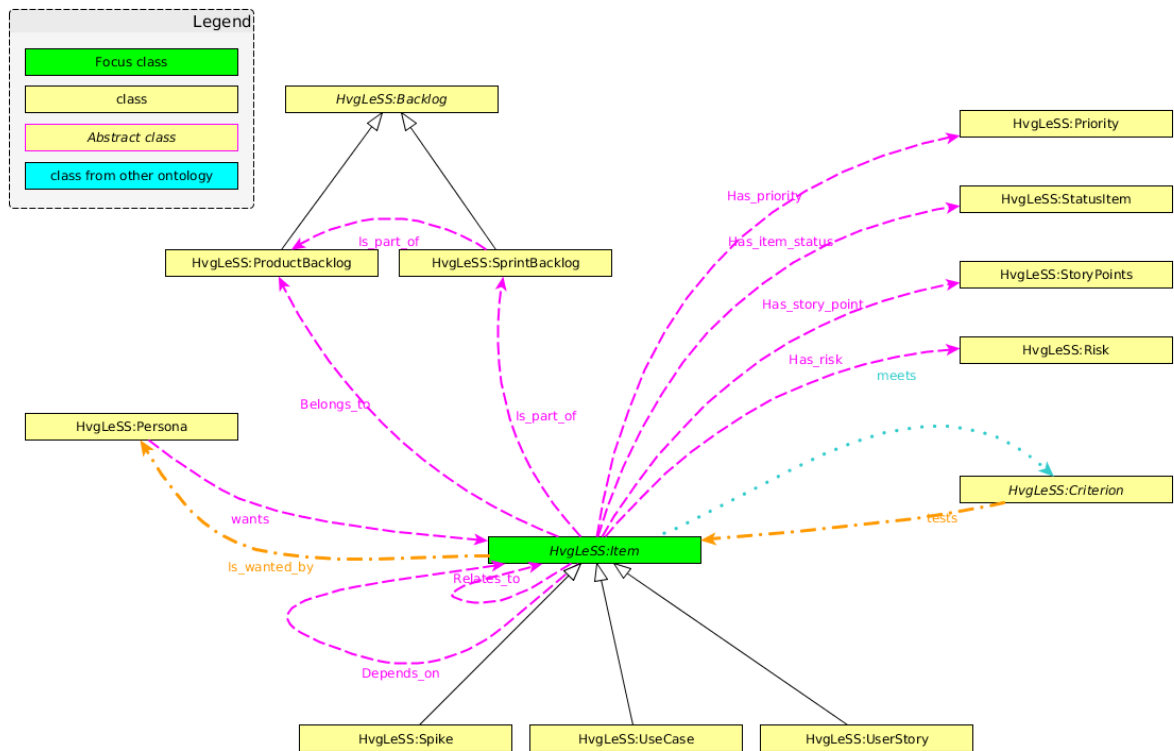 Legend
Focus class
class
Abstract class
class from other ontology
HvgLeSS:Backlog
HvgLeSS:Priority
Has_priority
HvgLeSS:StatusItem
Has_item_status
Is_part_of
HvgLeSS:ProductBacklog
HvgLeSS:SprintBacklog
HvgLeSS:StoryPoints
Has_story_point
HvgLeSS:Risk
Has_risk
meets
Belongs_to
Is_part_of
HvgLeSS:Persona
HvgLeSS:Criterion
wants
tests
HvgLeSS:Item
Is_wanted_by
Relates_to
Depends_on
HvgLeSS:Spike
HvgLeSS:UseCase
HvgLeSS:UserStory